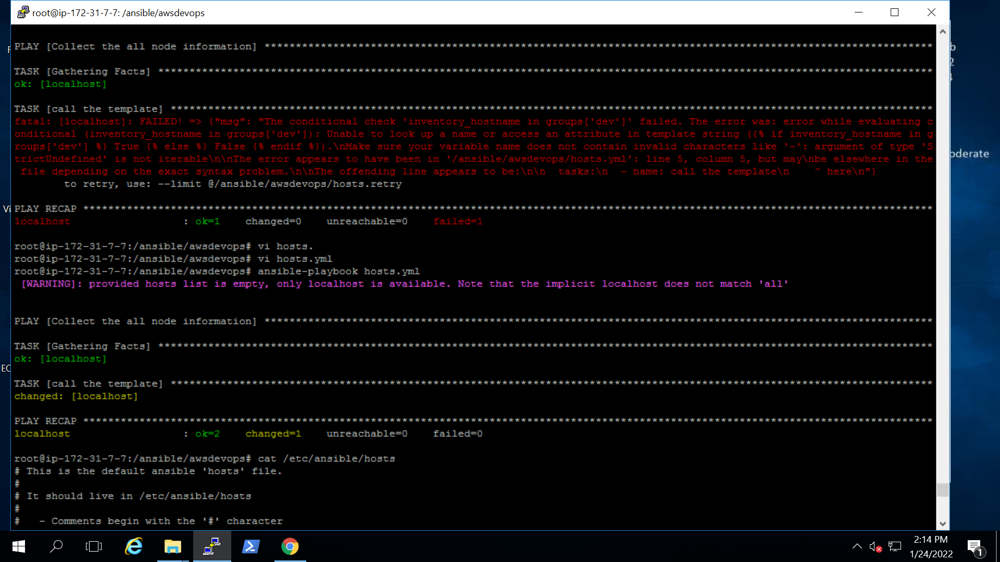 root@ip-172-31-7-7: /ansible/awsdevops
PLAY [Collect the all node information] ***********************************************************************************************************
TASK [Gathering Facts] ****************************************************************************************************************************
ok: [localhost]
TASK [call the template] **************************************************************************************************************************
fatal: [localhost]: FAILED! => {"msg": "The conditional check 'inventory_hostname in groups['dev']' failed. The error was: error while evaluating c
onditional (inventory_hostname in groups['dev']): Unable to look up a name or access an attribute in template string ({% if inventory_hostname in g
roups['dev'] %} True {% else %} False {% endif %}).\nMake sure your variable name does not contain invalid characters like '-': argument of type 'S
trictUndefined' is not iterable\n\nThe error appears to have been in '/ansible/awsdevops/hosts.yml': line 5, column 5, but may\nbe elsewhere in the
 file depending on the exact syntax problem.\n\nThe offending line appears to be:\n\n  tasks:\n  - name: call the template\n    ^ here\n"}
        to retry, use: --limit @/ansible/awsdevops/hosts.retry
PLAY RECAP ****************************************************************************************************************************************
localhost                  : ok=1    changed=0    unreachable=0    failed=1
root@ip-172-31-7-7:/ansible/awsdevops# vi hosts.
root@ip-172-31-7-7:/ansible/awsdevops# vi hosts.yml
root@ip-172-31-7-7:/ansible/awsdevops# ansible-playbook hosts.yml
 [WARNING]: provided hosts list is empty, only localhost is available. Note that the implicit localhost does not match 'all'
PLAY [Collect the all node information] ***********************************************************************************************************
TASK [Gathering Facts] ****************************************************************************************************************************
ok: [localhost]
TASK [call the template] **************************************************************************************************************************
changed: [localhost]
PLAY RECAP ****************************************************************************************************************************************
localhost                  : ok=2    changed=1    unreachable=0    failed=0
root@ip-172-31-7-7:/ansible/awsdevops# cat /etc/ansible/hosts
# This is the default ansible 'hosts' file.
#
# It should live in /etc/ansible/hosts
#
#   - Comments begin with the '#' character
Vi
EC
oderate
2:14 PM
1/24/2022
1